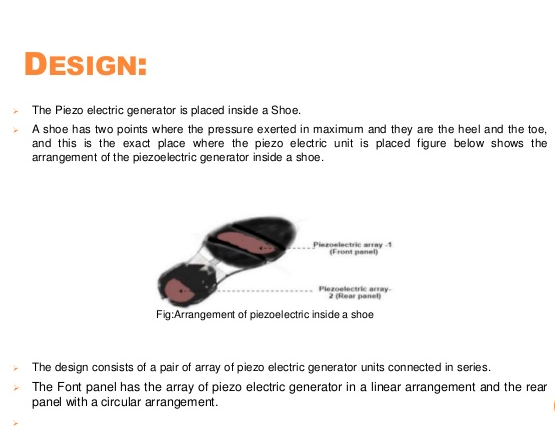 DESIGN:
The Piezo electric generator is placed inside a Shoe.
A shoe has two points where the pressure exerted in maximum and they are the heel and the toe,
and this is the exact place where the piezo electric unit is placed figure below shows the
arrangement of the piezoelectric generator inside a shoe.
Piezoelectric array -1
(Front panel)
Piezoelectric array-
2 (Rear panel)
Fig:Arrangement of piezoelectric inside a shoe
The design consists of a pair of array of piezo electric generator units connected in series.
The Font panel has the array of piezo electric generator in a linear arrangement and the rear
panel with a circular arrangement.